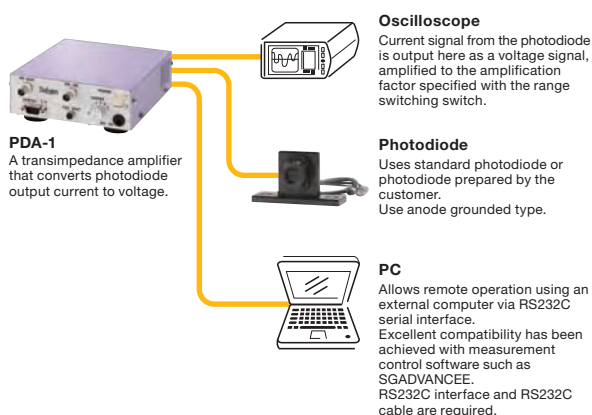 Oscilloscope
Current signal from the photodiode
is output here as a voltage signal,
amplified to the amplification
factor specified with the range
switching switch.
PDA-1
A transimpedance amplifier
that converts photodiode
output current to voltage.
Photodiode
Uses standard photodiode or
photodiode prepared by the
customer.
Use anode grounded type.
PC
Allows remote operation using an
external computer via RS232C
serial interface.
Excellent compatibility has been
achieved with measurement
control software such as
SGADVANCEE.
RS232C interface and RS232C
cable are required.